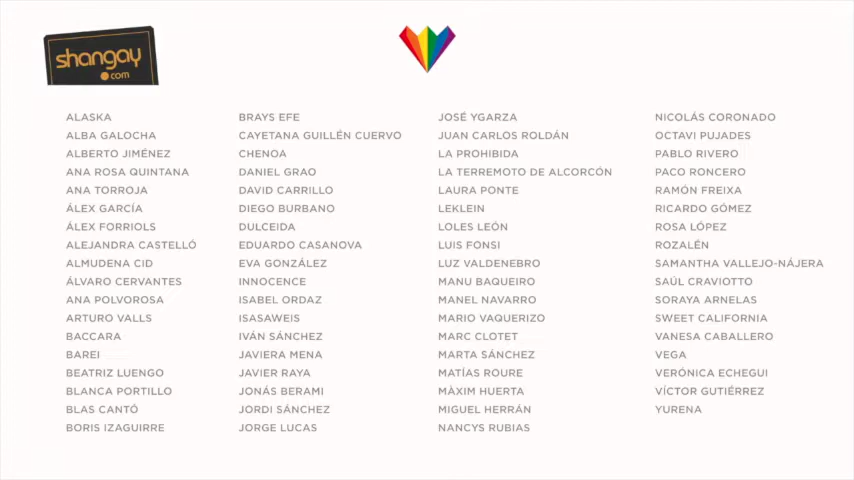 shangay
.com
ALASKA
ALBA GALOCHA
ALBERTO JIMÉNEZ
ANA ROSA QUINTANA
ANA TORROJA
ÁLEX GARCÍA
ÁLEX FORRIOLS
ALEJANDRA CASTELLÓ
ALMUDENA CID
ÁLVARO CERVANTES
ANA POLVOROSA
ARTURO VALLS
BACCARA
BAREI
BEATRIZ LUENGO
BLANCA PORTILLO
BLAS CANTÓ
BORIS IZAGUIRRE
BRAYS EFE
CAYETANA GUILLÉN CUERVO
CHENOA
DANIEL GRAO
DAVID CARRILLO
DIEGO BURBANO
DULCEIDA
EDUARDO CASANOVA
EVA GONZÁLEZ
INNOCENCE
ISABEL ORDAZ
ISASAWEIS
IVÁN SÁNCHEZ
JAVIERA MENA
JAVIER RAYA
JONÁS BERAMI
JORDI SÁNCHEZ
JORGE LUCAS
JOSÉ YGARZA
JUAN CARLOS ROLDÁN
LA PROHIBIDA
LA TERREMOTO DE ALCORCÓN
LAURA PONTE
LEKLEIN
LOLES LEÓN
LUIS FONSI
LUZ VALDENEBRO
MANU BAQUEIRO
MANEL NAVARRO
MARIO VAQUERIZO
MARC CLOTET
MARTA SÁNCHEZ
MATÍAS ROURE
MÀXIM HUERTA
MIGUEL HERRÁN
NANCYS RUBIAS
NICOLÁS CORONADO
OCTAVI PUJADES
PABLO RIVERO
PACO RONCERO
RAMÓN FREIXA
RICARDO GÓMEZ
ROSA LÓPEZ
ROZALÉN
SAMANTHA VALLEJO-NÁJERA
SAÚL CRAVIOTTO
SORAYA ARNELAS
SWEET CALIFORNIA
VANESA CABALLERO
VEGA
VERÓNICA ECHEGUI
VÍCTOR GUTIÉRREZ
YURENA